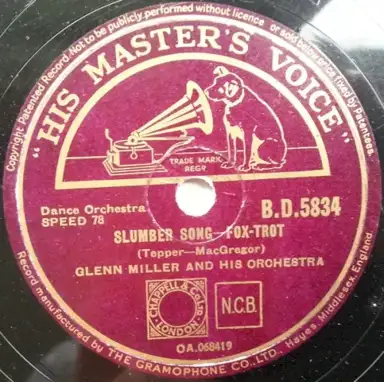 Copyright Patented Record Not to be publicly performed without licence or sold below price fixed by Patentees.
"HIS MASTER'S VOICE"
TRADE MARK
REGD
Dance Orchestra
SPEED 78
B.D.5834
SLUMBER SONG—FOX-TROT
(Tepper—MacGregor)
GLENN MILLER AND HIS ORCHESTRA
CHAPPELL & Co LTD
LONDON
N.C.B.
OA.068419
Record manufactured by THE GRAMOPHONE CO., LTD., Hayes, Middlesex, England.